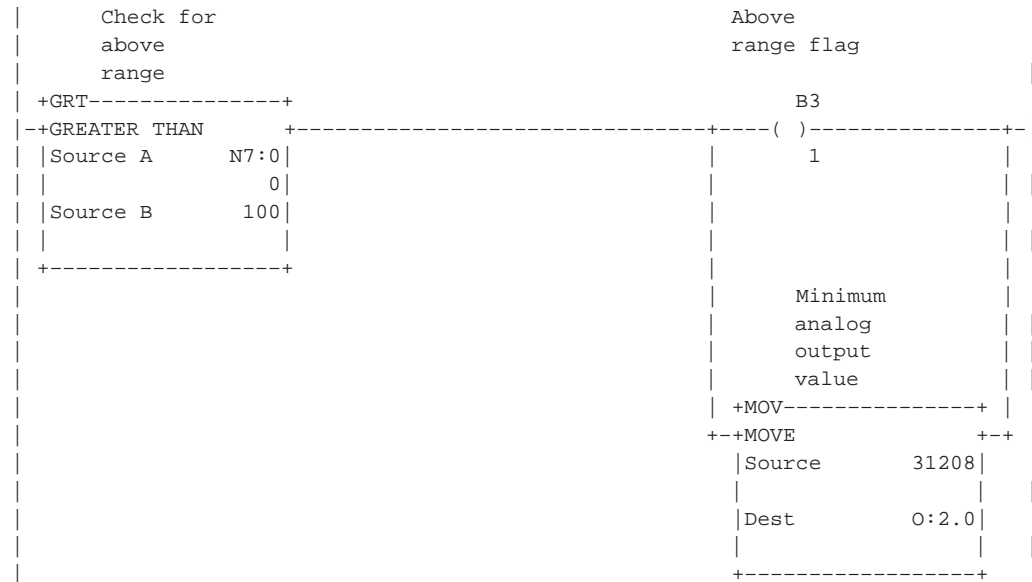 Check for Above
above range flag
range
GRT B3
GREATER THAN ( )
Source A N7:0 1
0
Source B 100
Minimum
analog
output
value
MOV
MOVE
Source 31208
Dest O:2.0